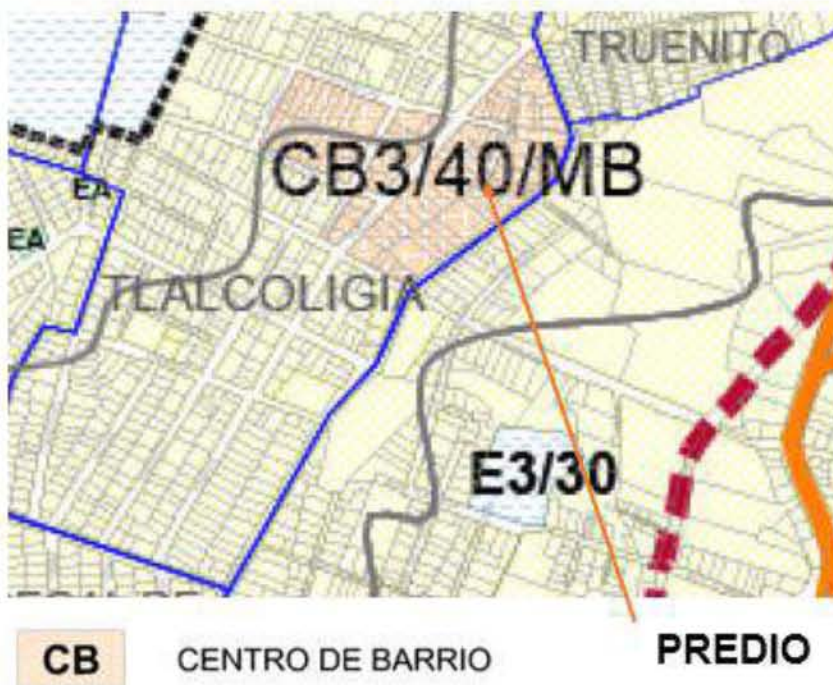 TRUENITO
CB3/40/MB
EA
EA
TLALCOLIGIA
E3/30
CB CENTRO DE BARRIO
PREDIO